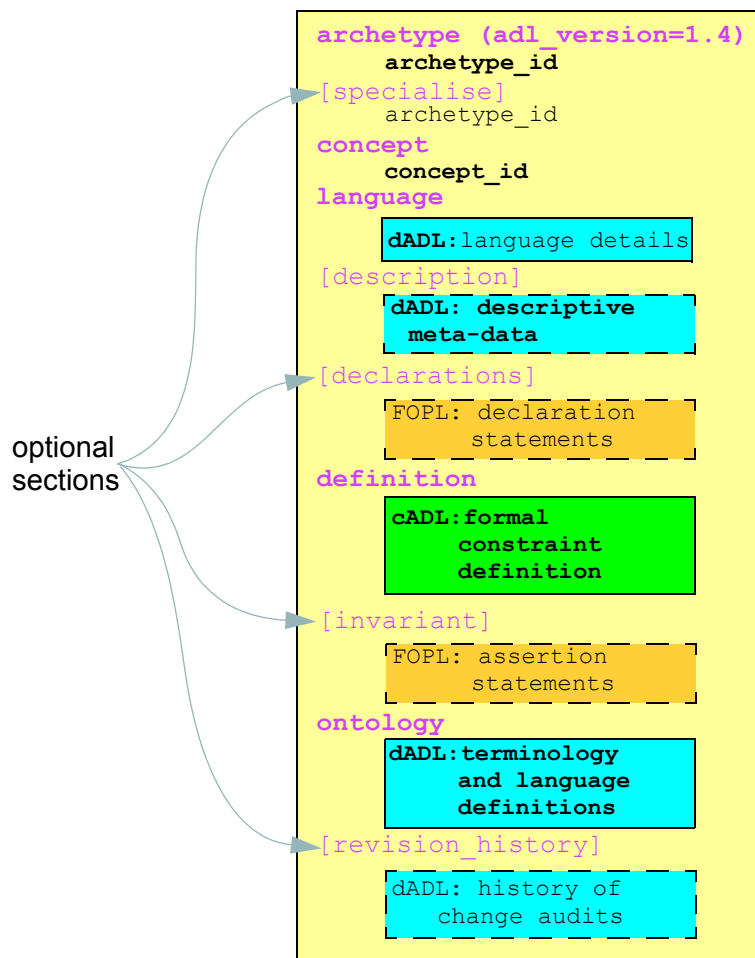 archetype (adl_version=1.4)
archetype_id
[specialise]
archetype_id
concept
concept_id
language
dADL:language details
[description]
dADL: descriptive
meta-data
[declarations]
FOPL: declaration
statements
optional
sections
definition
cADL:formal
constraint
definition
[invariant]
FOPL: assertion
statements
ontology
dADL:terminology
and language
definitions
[revision_history]
dADL: history of
change audits